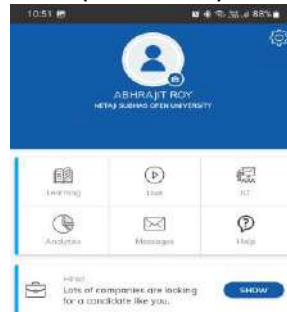 10:51 88%
ABHRAJIT ROY
NETAJI SUBHAS OPEN UNIVERSITY
Learning Live
Analytics Messages Help
Hiring!
Lots of companies are looking
for a candidate like you.
SHOW